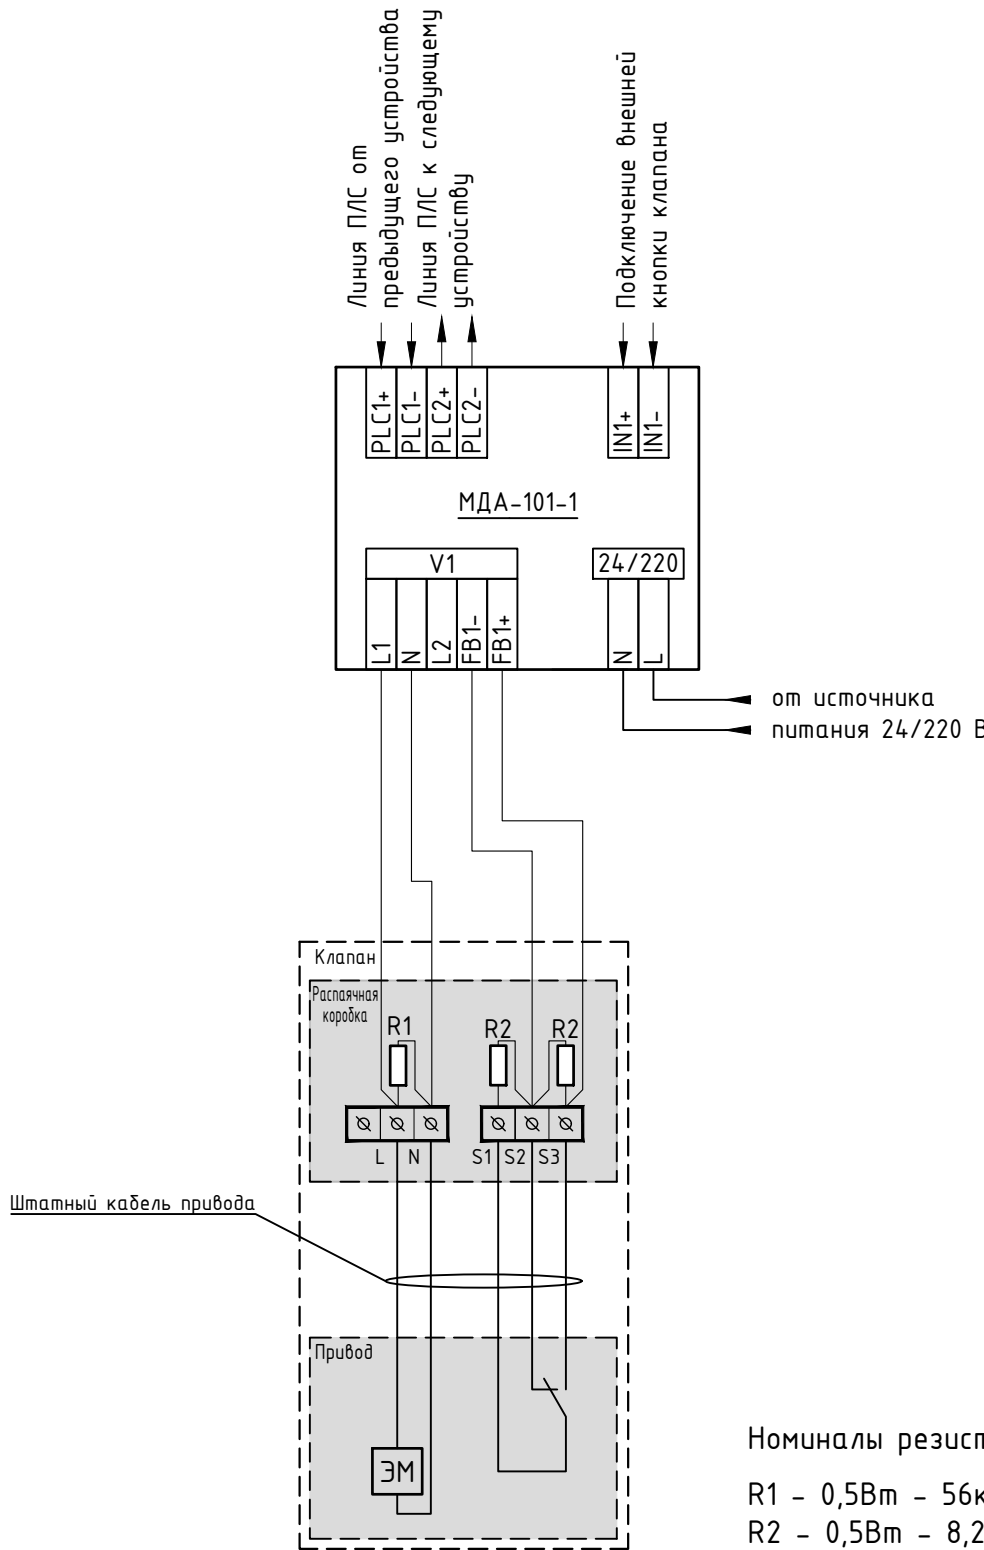 Линия ПЛС от
предыдущего устройства
Линия ПЛС к следующему
устройству
Подключение внешней
кнопки клапана
PLC1+
PLC1-
PLC2+
PLC2-
IN1+
IN1-
МДА-101-1
V1
24/220
L1
N
L2
FB1-
FB1+
N
L
от источника
питания 24/220 В
Клапан
Распаячная
коробка
R1
R2
R2
L
N
S1
S2
S3
Штатный кабель привода
Привод
ЭМ
Номиналы
R1 - 0,5Вт - 56к
R2 - 0,5Вт - 8,2